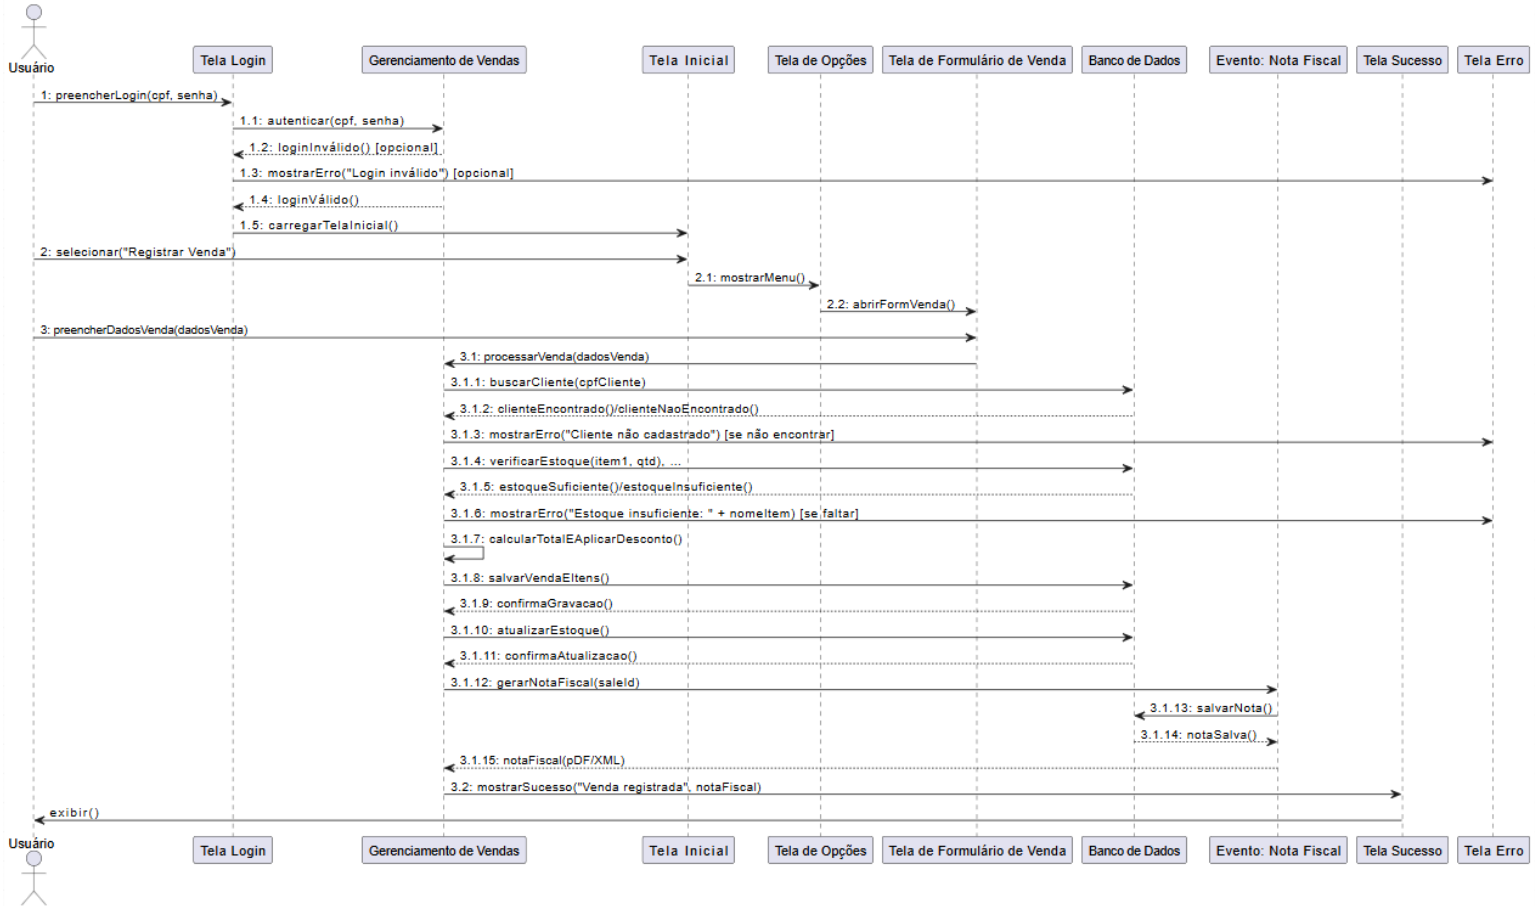 Usuário
Tela Login
Gerenciamento de Vendas
Tela Inicial
Tela de Opções
Tela de Formulário de Venda
Banco de Dados
Evento: Nota Fiscal
Tela Sucesso
Tela Erro
1: preencherLogin(cpf, senha)
1.1: autenticar(cpf, senha)
1.2: loginInválido() [opcional]
1.3: mostrarErro("Login inválido") [opcional]
1.4: loginVálido()
1.5: carregarTelaInicial()
2: selecionar("Registrar Venda")
2.1: mostrarMenu()
2.2: abrirFormVenda()
3: preencherDadosVenda(dadosVenda)
3.1: processarVenda(dadosVenda)
3.1.1: buscarCliente(cpfCliente)
3.1.2: clienteEncontrado()/clienteNaoEncontrado()
3.1.3: mostrarErro("Cliente não cadastrado") [se não encontrar]
3.1.4: verificarEstoque(item1, qtd), ...
3.1.5: estoqueSuficiente()/estoqueInsuficiente()
3.1.6: mostrarErro("Estoque insuficiente: " + nomeItem) [se faltar]
3.1.7: calcularTotalEAplicarDesconto()
3.1.8: salvarVendaEItens()
3.1.9: confirmaGravacao()
3.1.10: atualizarEstoque()
3.1.11: confirmaAtualizacao()
3.1.12: gerarNotaFiscal(saleId)
3.1.13: salvarNota()
3.1.14: notaSalva()
3.1.15: notaFiscal(pDF/XML)
3.2: mostrarSucesso("Venda registrada", notaFiscal)
exibir()
Usuário
Tela Login
Gerenciamento de Vendas
Tela Inicial
Tela de Opções
Tela de Formulário de Venda
Banco de Dados
Evento: Nota Fiscal
Tela Sucesso
Tela Erro